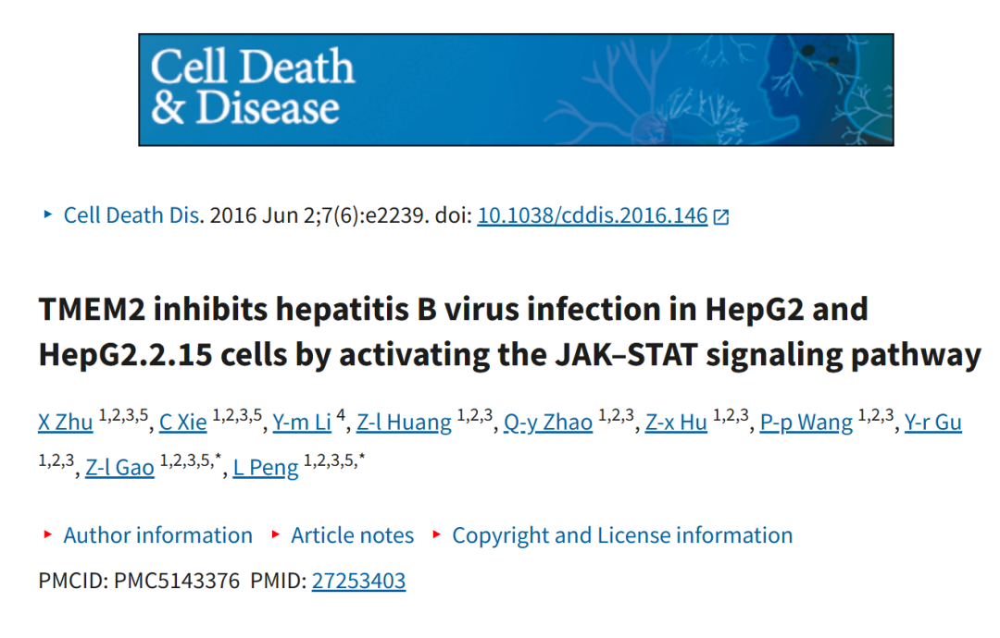 Cell Death
& Disease
Cell Death Dis. 2016 Jun 2;7(6):e2239. doi: 10.1038/cddis.2016.146
TMEM2 inhibits hepatitis B virus infection in HepG2 and
HepG2.2.15 cells by activating the JAK–STAT signaling pathway
X Zhu 1,2,3,5, C Xie 1,2,3,5, Y-m Li 4, Z-l Huang 1,2,3, Q-y Zhao 1,2,3, Z-x Hu 1,2,3, P-p Wang 1,2,3, Y-r Gu
1,2,3, Z-l Gao 1,2,3,5,*, L Peng 1,2,3,5,*
Author information Article notes Copyright and License information
PMCID: PMC5143376 PMID: 27253403